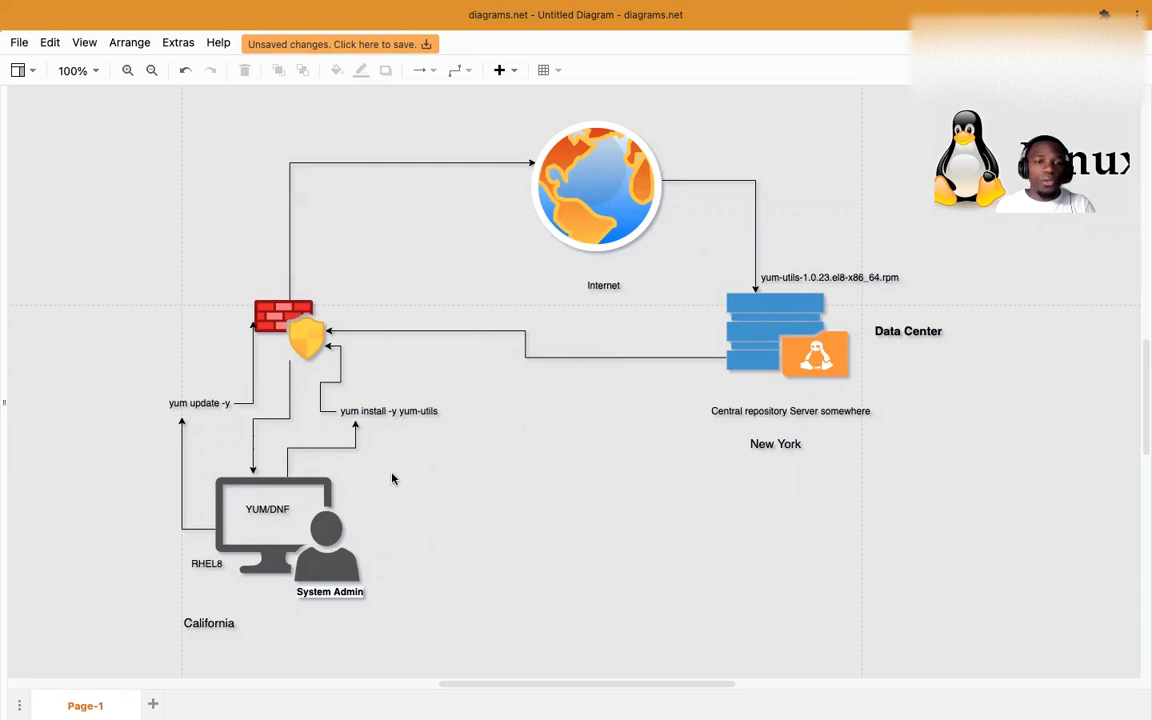 diagrams.net - Untitled Diagram - diagrams.net
File Edit View Arrange Extras Help Unsaved changes. Click here to save.
100%
Internet
yum-utils-1.0.23.el8-x86_64.rpm
Data Center
yum update -y
yum install -y yum-utils
Central repository Server somewhere
New York
YUM/DNF
RHEL8
System Admin
California
Page-1